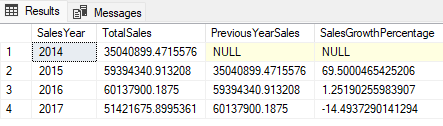 Results Messages
SalesYear TotalSales PreviousYearSales SalesGrowthPercentage
1 2014 35040899.4715576 NULL NULL
2 2015 59394340.913208 35040899.4715576 69.5000465425206
3 2016 60137900.1875 59394340.913208 1.25190255983907
4 2017 51421675.8995361 60137900.1875 -14.4937290141294